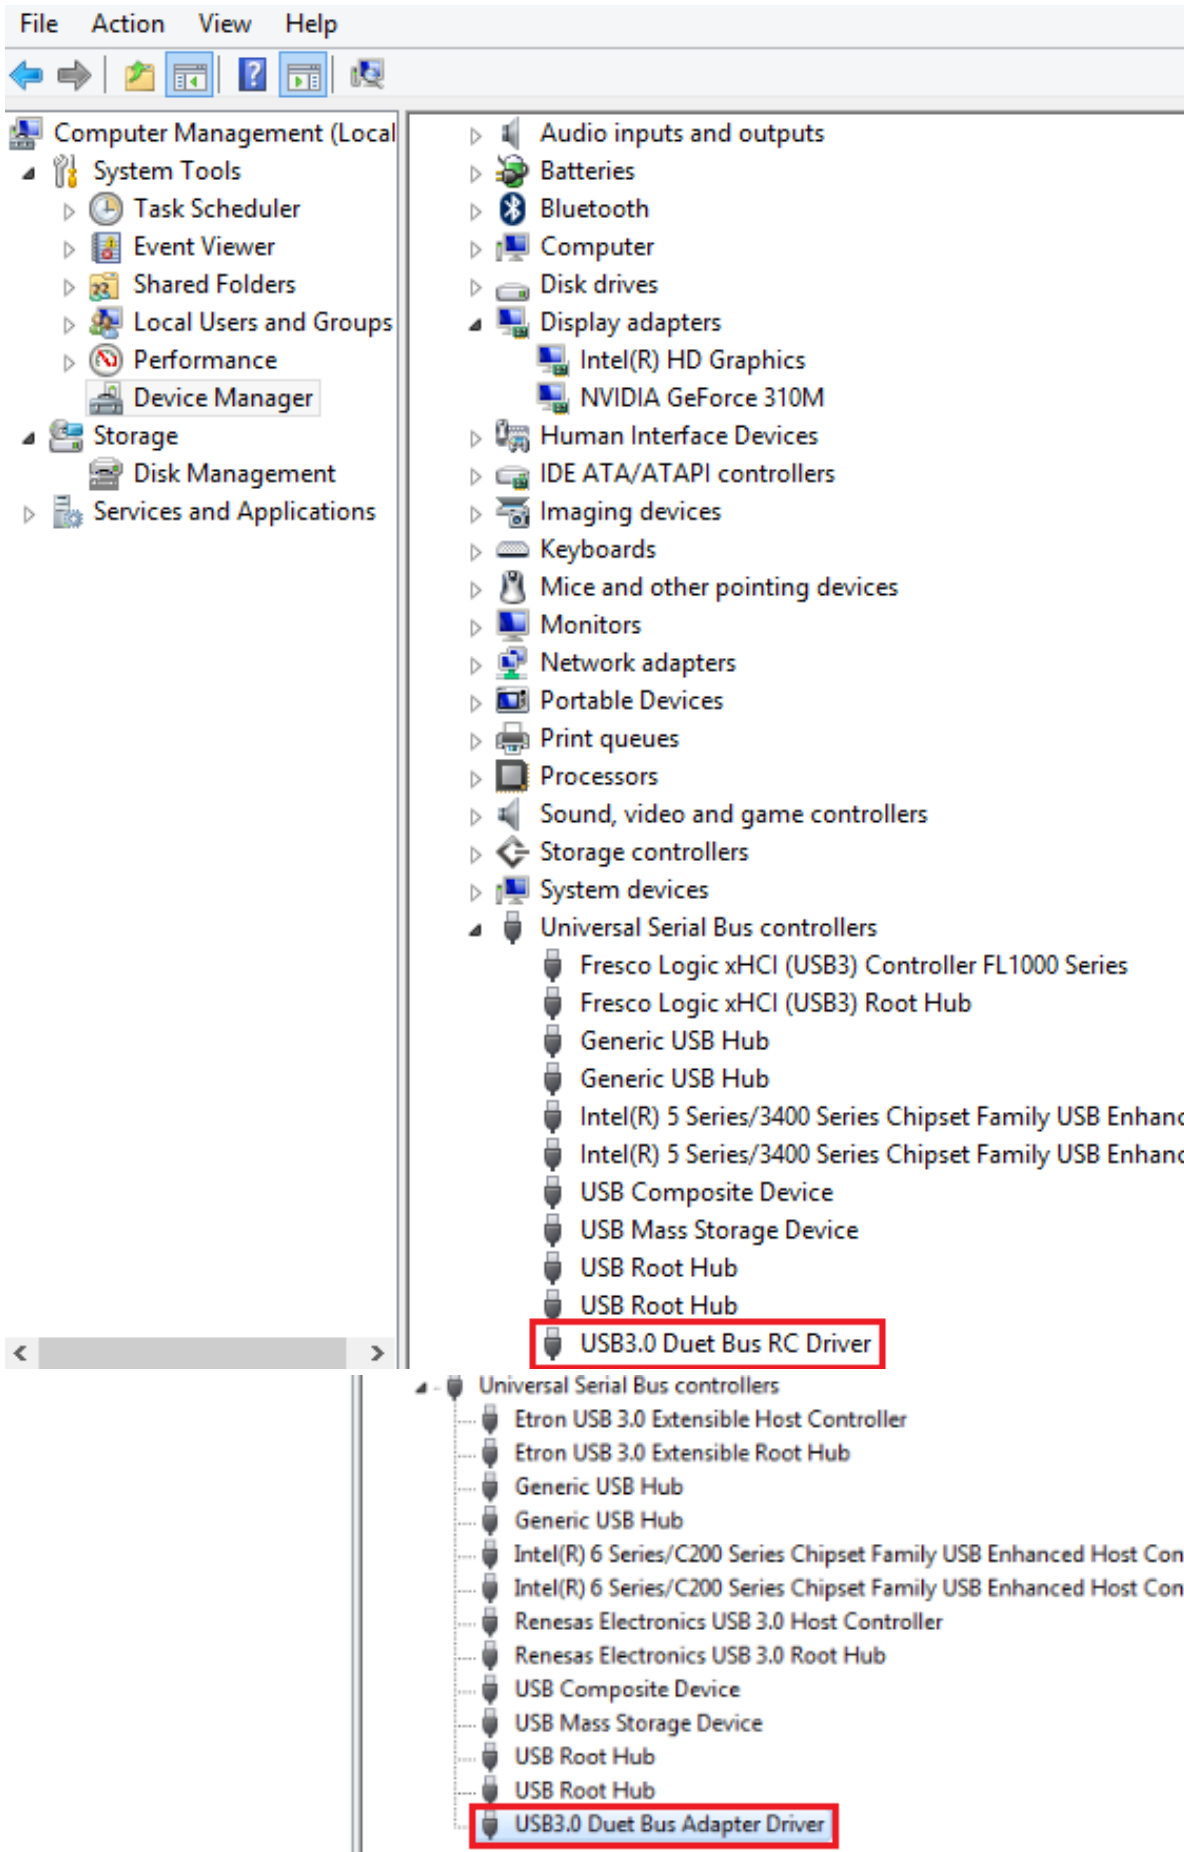 File Action View Help
Computer Management (Local
System Tools
Task Scheduler
Event Viewer
Shared Folders
Local Users and Groups
Performance
Device Manager
Storage
Disk Management
Services and Applications
Audio inputs and outputs
Batteries
Bluetooth
Computer
Disk drives
Display adapters
Intel(R) HD Graphics
NVIDIA GeForce 310M
Human Interface Devices
IDE ATA/ATAPI controllers
Imaging devices
Keyboards
Mice and other pointing devices
Monitors
Network adapters
Portable Devices
Print queues
Processors
Sound, video and game controllers
Storage controllers
System devices
Universal Serial Bus controllers
Fresco Logic xHCI (USB3) Controller FL1000 Series
Fresco Logic xHCI (USB3) Root Hub
Generic USB Hub
Generic USB Hub
Intel(R) 5 Series/3400 Series Chipset Family USB Enhanc
Intel(R) 5 Series/3400 Series Chipset Family USB Enhanc
USB Composite Device
USB Mass Storage Device
USB Root Hub
USB Root Hub
USB3.0 Duet Bus RC Driver
Universal Serial Bus controllers
Etron USB 3.0 Extensible Host Controller
Etron USB 3.0 Extensible Root Hub
Generic USB Hub
Generic USB Hub
Intel(R) 6 Series/C200 Series Chipset Family USB Enhanced Host Con
Intel(R) 6 Series/C200 Series Chipset Family USB Enhanced Host Con
Renesas Electronics USB 3.0 Host Controller
Renesas Electronics USB 3.0 Root Hub
USB Composite Device
USB Mass Storage Device
USB Root Hub
USB Root Hub
USB3.0 Duet Bus Adapter Driver